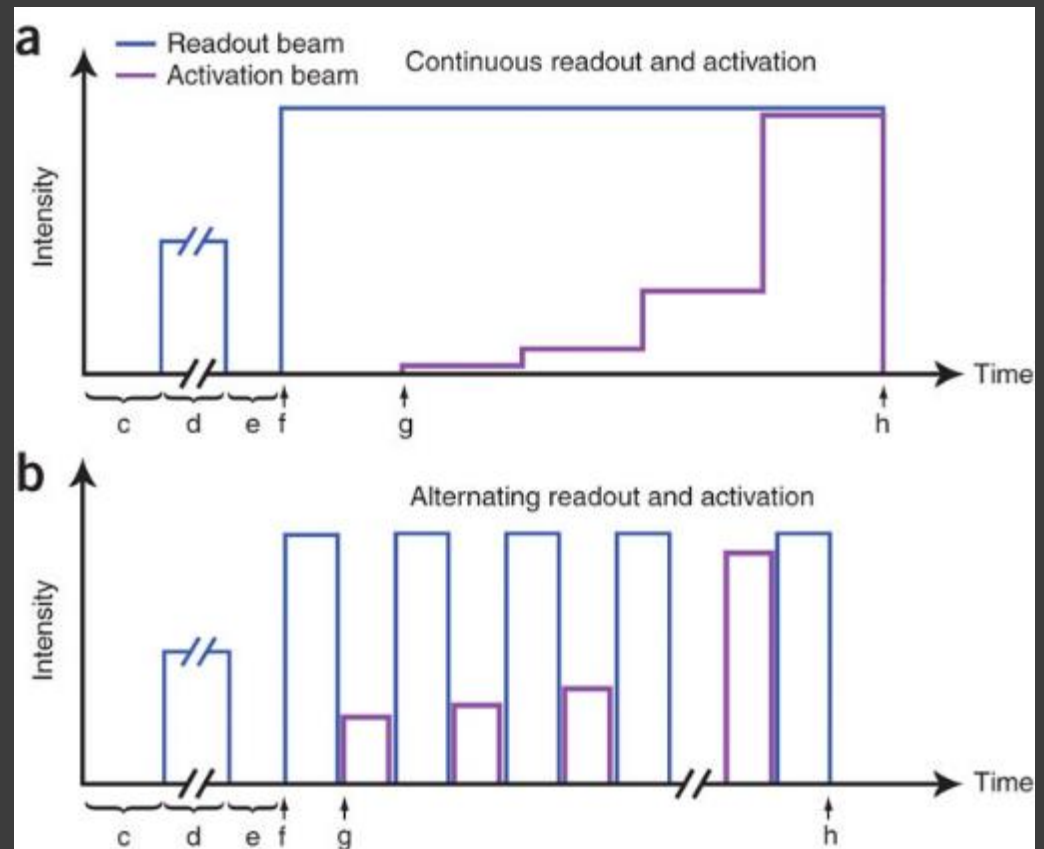 a
Readout beam
Activation beam
Continuous readout and activation
Intensity
Time
c d e f g h
b
Alternating readout and activation
Intensity
Time
c d e f g h